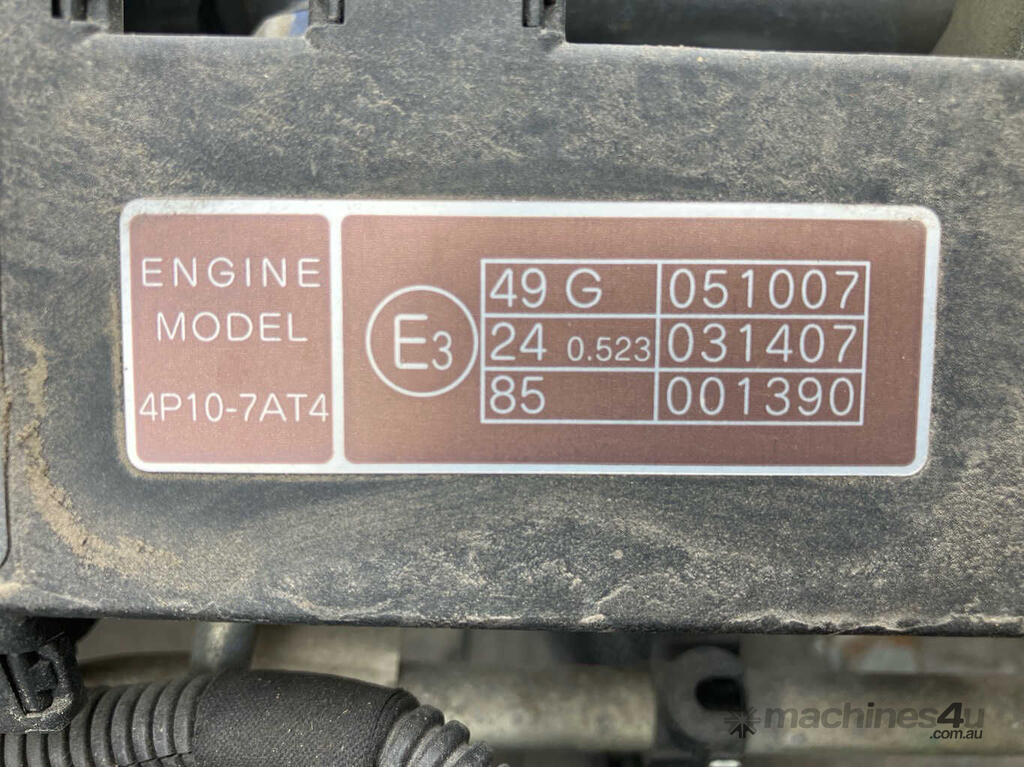 ENGINE
MODEL
4P10-7AT4
E3
49 G 051007
24 0.523 031407
85 001390
machines4u
.com.au